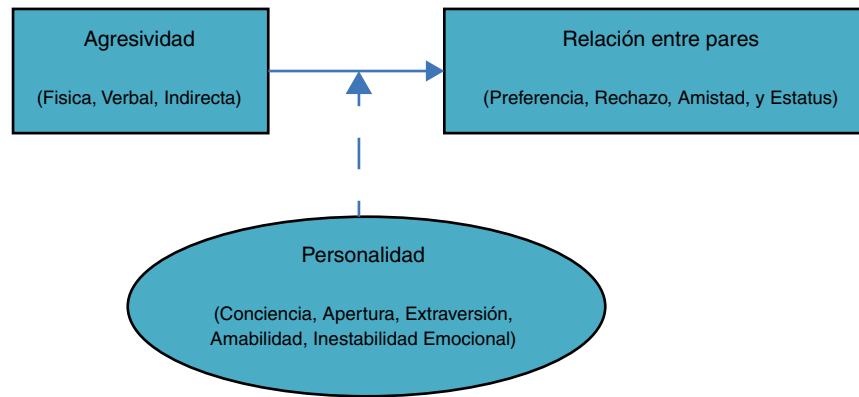 Agresividad
(Fisica, Verbal, Indirecta)
Relación entre pares
(Preferencia, Rechazo, Amistad, y Estatus)
Personalidad
(Conciencia, Apertura, Extraversión,
Amabilidad, Inestabilidad Emocional)